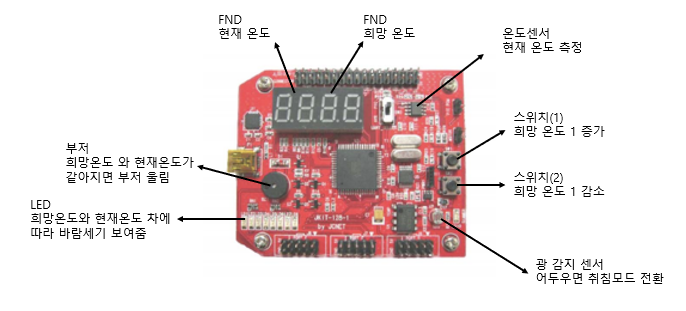 FND
현재 온도
FND
희망 온도
온도센서
현재 온도 측정
스위치(1)
희망 온도 1 증가
부저
희망온도 와 현재온도가
같아지면 부저 울림
스위치(2)
희망 온도 1 감소
LED
희망온도와 현재온도 차에
따라 바람세기 보여줌
JKIT-128-1
by JCNET
광 감지 센서
어두우면 취침모드 전환